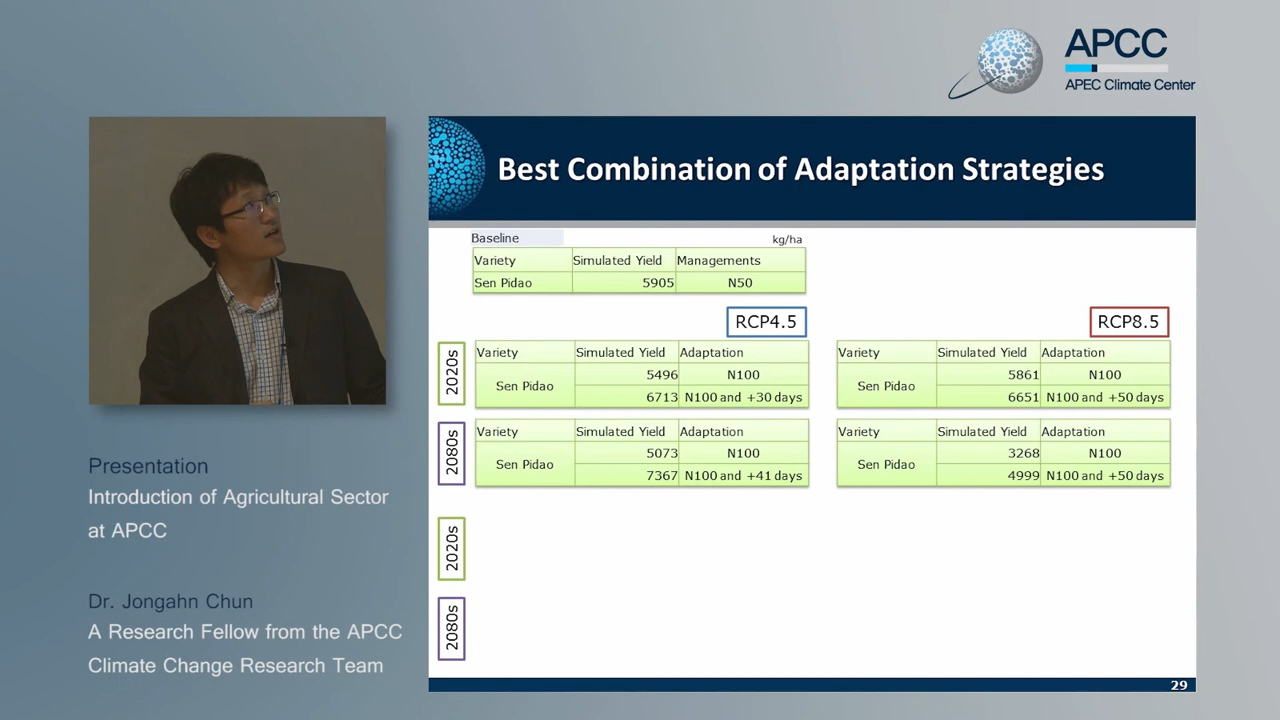 APCC
APEC Climate Center
Best Combination of Adaptation Strategies
Baseline kg/ha
Variety Simulated Yield Managements
Sen Pidao 5905 N50
RCP4.5 RCP8.5
2020s
Variety Simulated Yield Adaptation
Sen Pidao
5496 N100
6713 N100 and +30 days
Variety Simulated Yield Adaptation
Sen Pidao
5861 N100
6651 N100 and +50 days
2080s
Variety Simulated Yield Adaptation
Sen Pidao
5073 N100
7367 N100 and +41 days
Variety Simulated Yield Adaptation
Sen Pidao
3268 N100
4999 N100 and +50 days
2020s
2080s
29
Presentation
Introduction of Agricultural Sector
at APCC
Dr. Jongahn Chun
A Research Fellow from the APCC
Climate Change Research Team